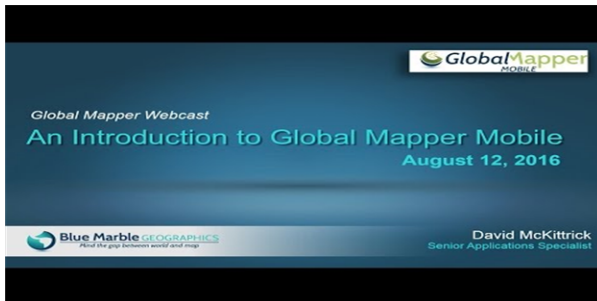 GlobalMapper
MOBILE
Global Mapper Webcast
An Introduction to Global Mapper Mobile
August 12, 2016
Blue Marble GEOGRAPHICS
Mind the gap between world and map
David McKittrick
Senior Applications Specialist